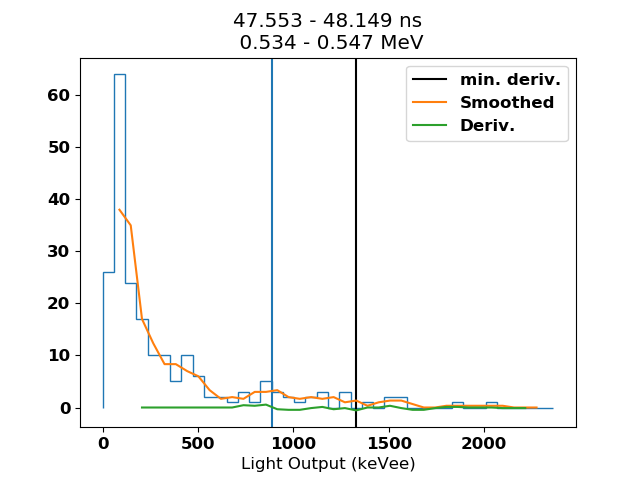 47.553 - 48.149 ns
0.534 - 0.547 MeV
min. deriv.
Smoothed
Deriv.
60
50
40
30
20
10
0
0 500 1000 1500 2000
Light Output (keVee)